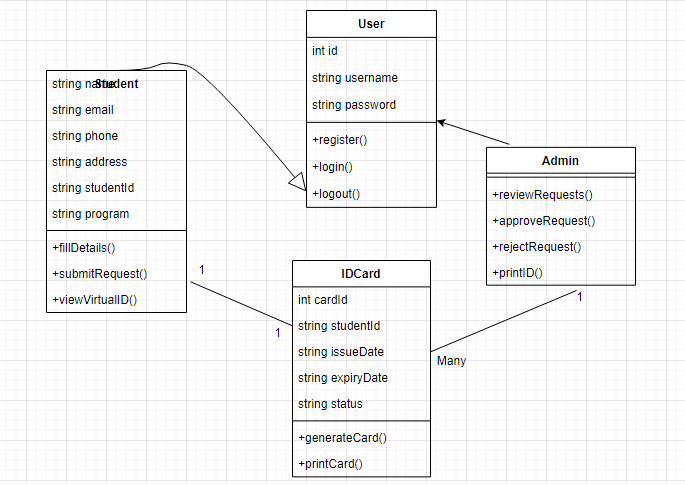 User
int id
string username
string password
+register()
+login()
+logout()
Student
string name
string email
string phone
string address
string studentId
string program
+fillDetails()
+submitRequest()
+viewVirtualID()
Admin
+reviewRequests()
+approveRequest()
+rejectRequest()
+printID()
1
1
IDCard
int cardId
string studentId
string issueDate
string expiryDate
string status
+generateCard()
+printCard()
1
Many